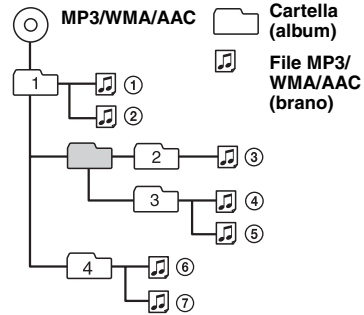 MP3/WMA/AAC
Cartella
(album)
File MP3/
WMA/AAC
(brano)
1
①
②
2
③
3
④
⑤
4
⑥
⑦